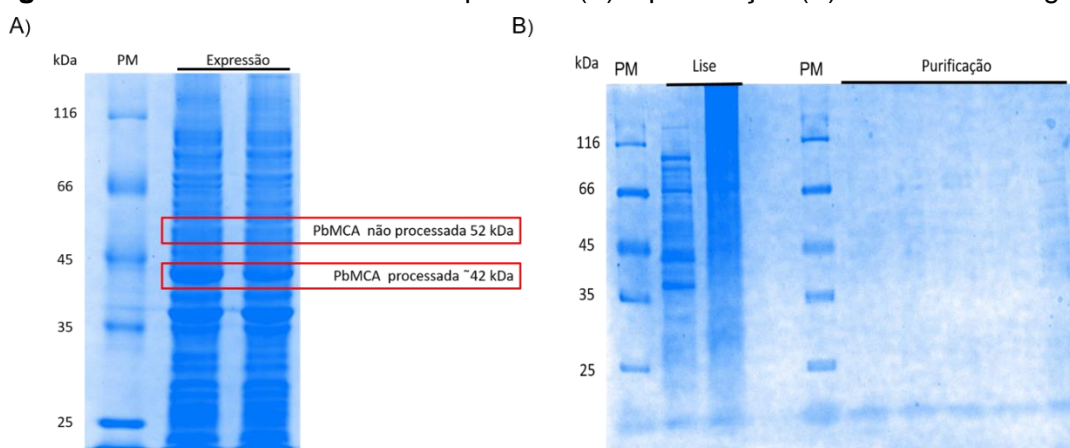 A)
kDa
PM
Expressão
116
66
45
35
25
PbMCA não processada 52 kDa
PbMCA processada ~42 kDa
B)
kDa
PM
Lise
PM
Purificação
116
66
45
35
25